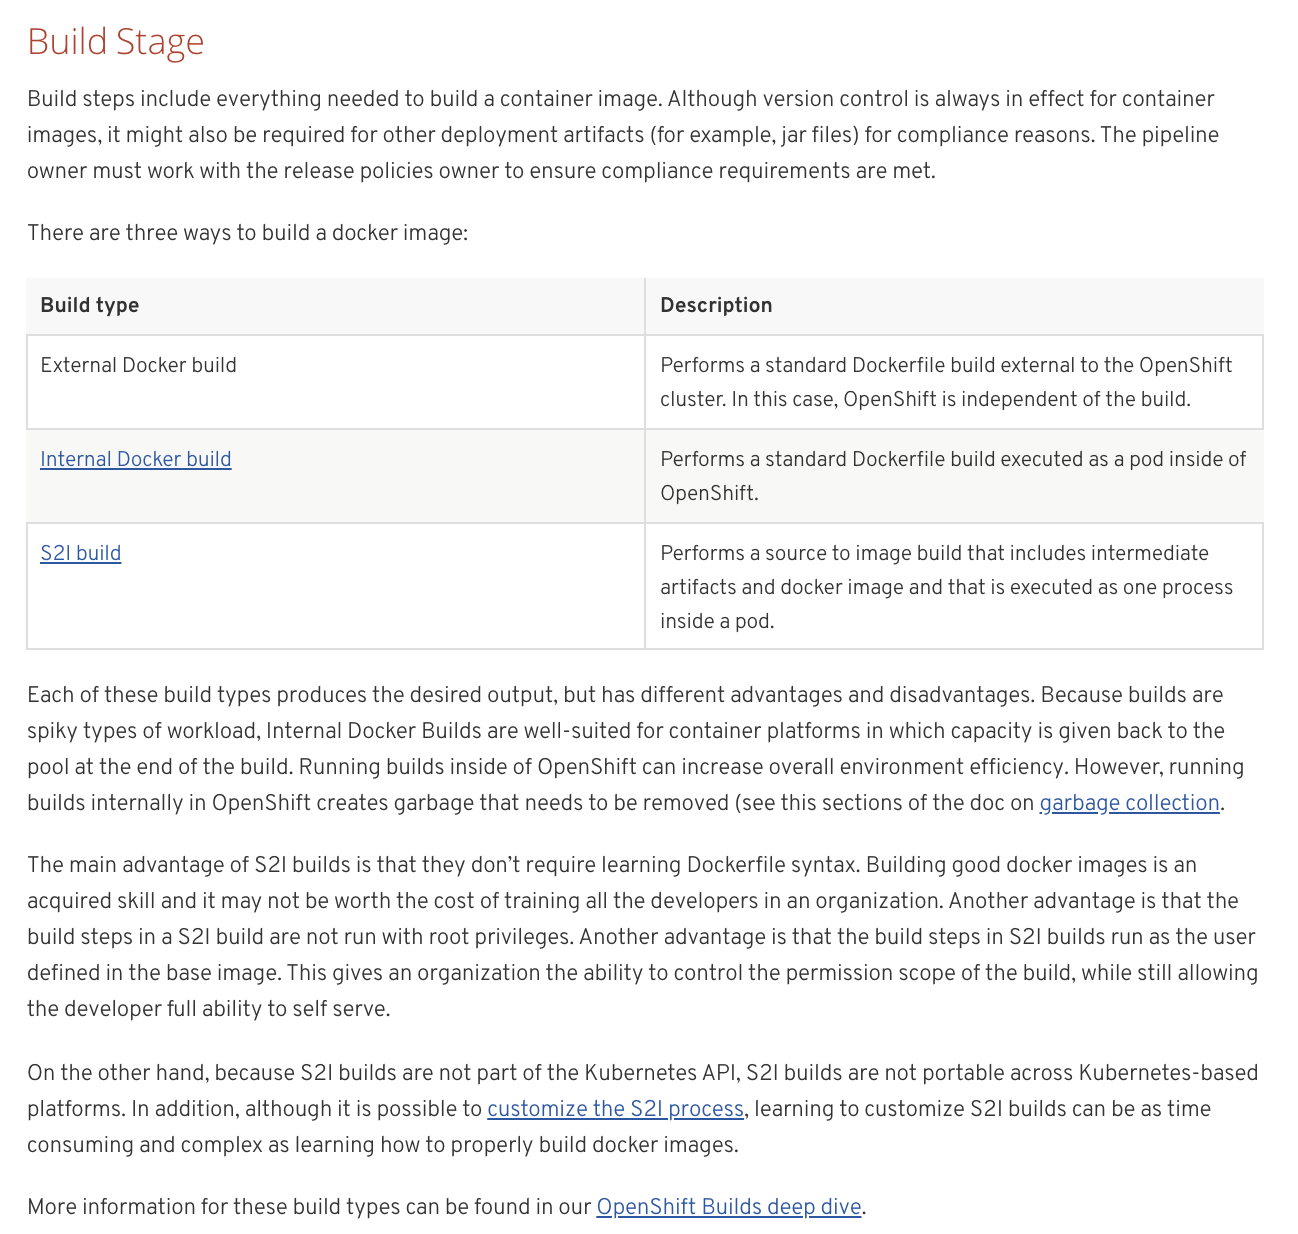 Build Stage
Build steps include everything needed to build a container image. Although version control is always in effect for container
images, it might also be required for other deployment artifacts (for example, jar files) for compliance reasons. The pipeline
owner must work with the release policies owner to ensure compliance requirements are met.
There are three ways to build a docker image:
Build type
Description
External Docker build
Performs a standard Dockerfile build external to the OpenShift
cluster. In this case, OpenShift is independent of the build.
Internal Docker build
Performs a standard Dockerfile build executed as a pod inside of
OpenShift.
S2I build
Performs a source to image build that includes intermediate
artifacts and docker image and that is executed as one process
inside a pod.
Each of these build types produces the desired output, but has different advantages and disadvantages. Because builds are
spiky types of workload, Internal Docker Builds are well-suited for container platforms in which capacity is given back to the
pool at the end of the build. Running builds inside of OpenShift can increase overall environment efficiency. However, running
builds internally in OpenShift creates garbage that needs to be removed (see this sections of the doc on garbage collection.
The main advantage of S2I builds is that they don’t require learning Dockerfile syntax. Building good docker images is an
acquired skill and it may not be worth the cost of training all the developers in an organization. Another advantage is that the
build steps in a S2I build are not run with root privileges. Another advantage is that the build steps in S2I builds run as the user
defined in the base image. This gives an organization the ability to control the permission scope of the build, while still allowing
the developer full ability to self serve.
On the other hand, because S2I builds are not part of the Kubernetes API, S2I builds are not portable across Kubernetes-based
platforms. In addition, although it is possible to customize the S2I process, learning to customize S2I builds can be as time
consuming and complex as learning how to properly build docker images.
More information for these build types can be found in our OpenShift Builds deep dive.